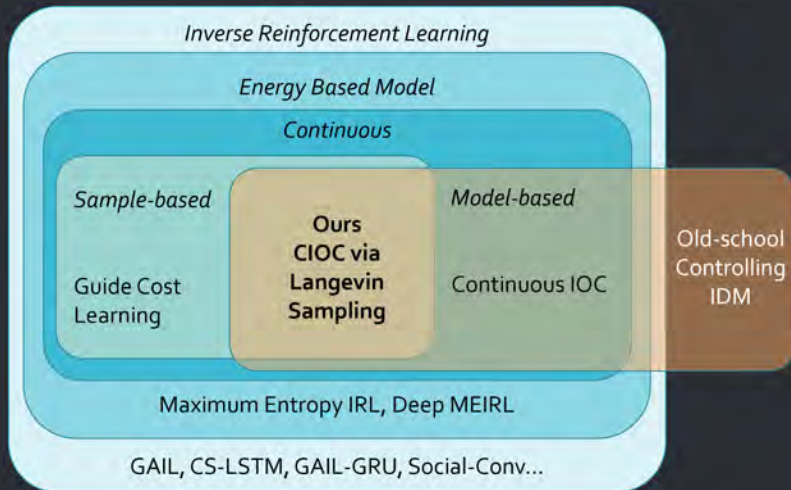 Inverse Reinforcement Learning
Energy Based Model
Continuous
Sample-based
Guide Cost
Learning
Ours
CIOC via
Langevin
Sampling
Model-based
Continuous IOC
Old-school
Controlling
IDM
Maximum Entropy IRL, Deep MEIRL
GAIL, CS-LSTM, GAIL-GRU, Social-Conv...